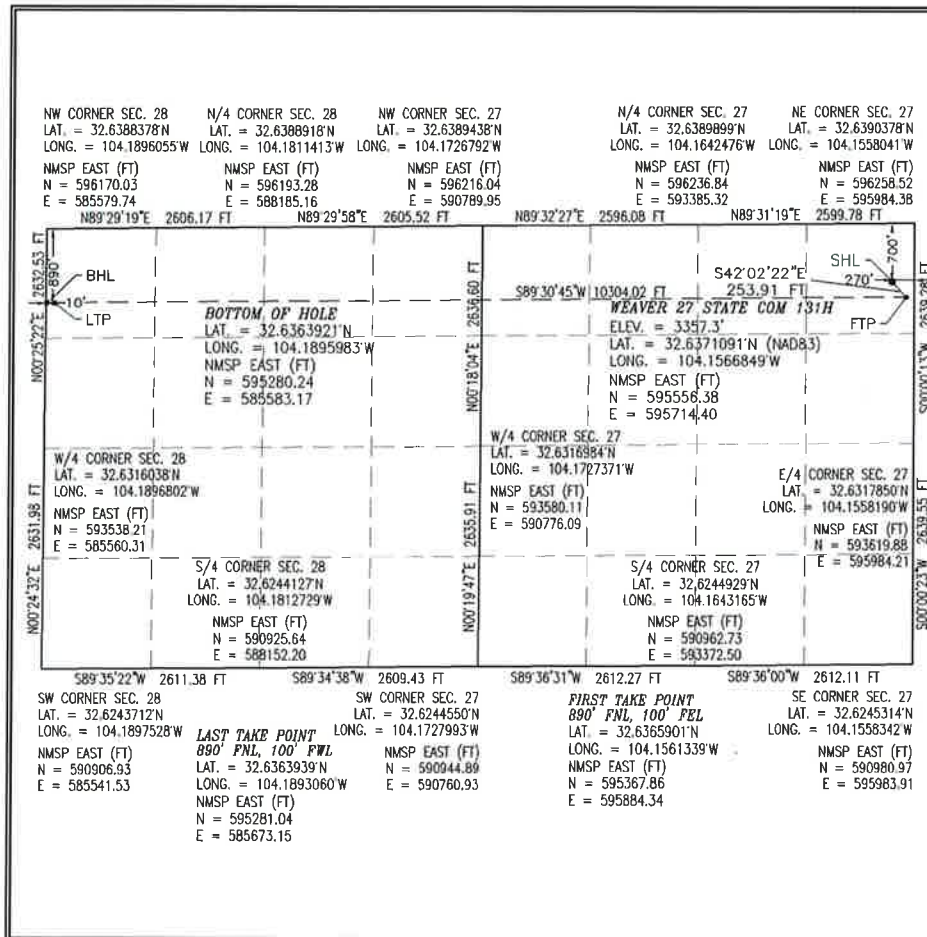 NW CORNER SEC. 28
LAT. = 32.6388378'N
LONG. = 104.1896055'W
NMSP EAST (FT)
N = 596170.03
E = 585579.74
N/4 CORNER SEC. 28
LAT. = 32.6388918'N
LONG. = 104.1811413'W
NMSP EAST (FT)
N = 596193.28
E = 588185.16
NW CORNER SEC. 27
LAT. = 32.6389438'N
LONG. = 104.1726792'W
NMSP EAST (FT)
N = 596216.04
E = 590789.95
N/4 CORNER SEC. 27
LAT. = 32.6389899'N
LONG. = 104.1642476'W
NMSP EAST (FT)
N = 596236.84
E = 593385.32
NE CORNER SEC. 27
LAT. = 32.6390378'N
LONG. = 104.1558041'W
NMSP EAST (FT)
N = 596258.52
E = 595984.38
N89'29'19"E 2606.17 FT
N89'29'58"E 2605.52 FT
N89'32'27"E 2596.08 FT
N89'31'19"E 2599.78 FT
N00'25'22"E 2632.53 FT
890'
BHL
10'
LTP
BOTTOM OF HOLE
LAT. = 32.6363921'N
LONG. = 104.1895983'W
NMSP EAST (FT)
N = 595280.24
E = 585583.17
N00'18'04"E 2636.60 FT
S89'30'45"W 10304.02 FT
S42'02'22"E
253.91 FT
SHL
700'
270'
FTP
S00'00'13"W 2639.28 FT
WEAVER 27 STATE COM 131H
ELEV. = 3357.3'
LAT. = 32.6371091'N (NAD83)
LONG. = 104.1566849'W
NMSP EAST (FT)
N = 595556.38
E = 595714.40
W/4 CORNER SEC. 28
LAT. = 32.6316038'N
LONG. = 104.1896802'W
NMSP EAST (FT)
N = 593538.21
E = 585560.31
W/4 CORNER SEC. 27
LAT. = 32.6316984'N
LONG. = 104.1727371'W
NMSP EAST (FT)
N = 593580.11
E = 590776.09
E/4 CORNER SEC. 27
LAT. = 32.6317850'N
LONG. = 104.1558190'W
NMSP EAST (FT)
N = 593619.88
E = 595984.21
N00'24'32"E 2631.98 FT
N00'19'47"E 2635.91 FT
S00'00'23"W 2639.55 FT
S/4 CORNER SEC. 28
LAT. = 32.6244127'N
LONG. = 104.1812729'W
NMSP EAST (FT)
N = 590925.64
E = 588152.20
S/4 CORNER SEC. 27
LAT. = 32.6244929'N
LONG. = 104.1643165'W
NMSP EAST (FT)
N = 590962.73
E = 593372.50
S89'35'22"W 2611.38 FT
S89'34'38"W 2609.43 FT
S89'36'31"W 2612.27 FT
S89'36'00"W 2612.11 FT
SW CORNER SEC. 28
LAT. = 32.6243712'N
LONG. = 104.1897528'W
NMSP EAST (FT)
N = 590906.93
E = 585541.53
LAST TAKE POINT
890' FNL, 100' FWL
LAT. = 32.6363939'N
LONG. = 104.1893060'W
NMSP EAST (FT)
N = 595281.04
E = 585673.15
SW CORNER SEC. 27
LAT. = 32.6244550'N
LONG. = 104.1727993'W
NMSP EAST (FT)
N = 590944.89
E = 590760.93
FIRST TAKE POINT
890' FNL, 100' FEL
LAT. = 32.6365901'N
LONG. = 104.1561339'W
NMSP EAST (FT)
N = 595367.86
E = 595884.34
SE CORNER SEC. 27
LAT. = 32.6245314'N
LONG. = 104.1558342'W
NMSP EAST (FT)
N = 590980.97
E = 595983.91